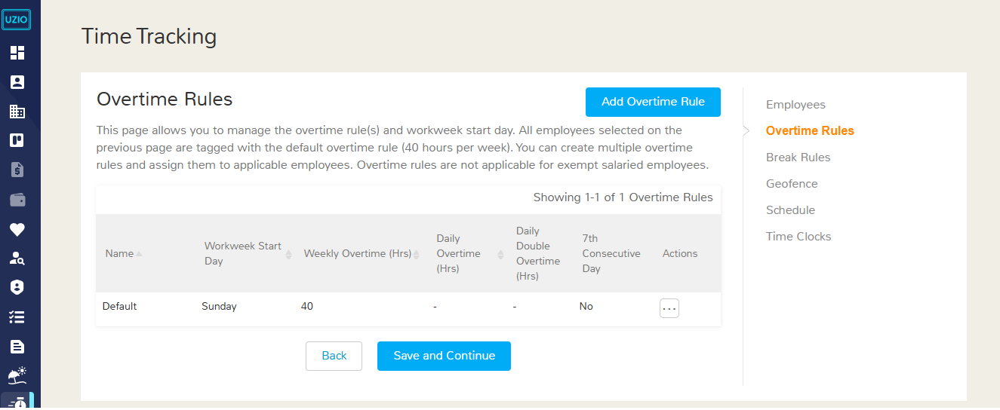 UZIO
Time Tracking
Overtime Rules
Add Overtime Rule
This page allows you to manage the overtime rule(s) and workweek start day. All employees selected on the
previous page are tagged with the default overtime rule (40 hours per week). You can create multiple overtime
rules and assign them to applicable employees. Overtime rules are not applicable for exempt salaried employees.
Showing 1-1 of 1 Overtime Rules
Name
Workweek Start
Day
Weekly Overtime (Hrs)
Daily
Overtime
(Hrs)
Daily
Double
Overtime
(Hrs)
7th
Consecutive
Day
Actions
Default Sunday 40 - - No ...
Back
Save and Continue
Employees
Overtime Rules
Break Rules
Geofence
Schedule
Time Clocks